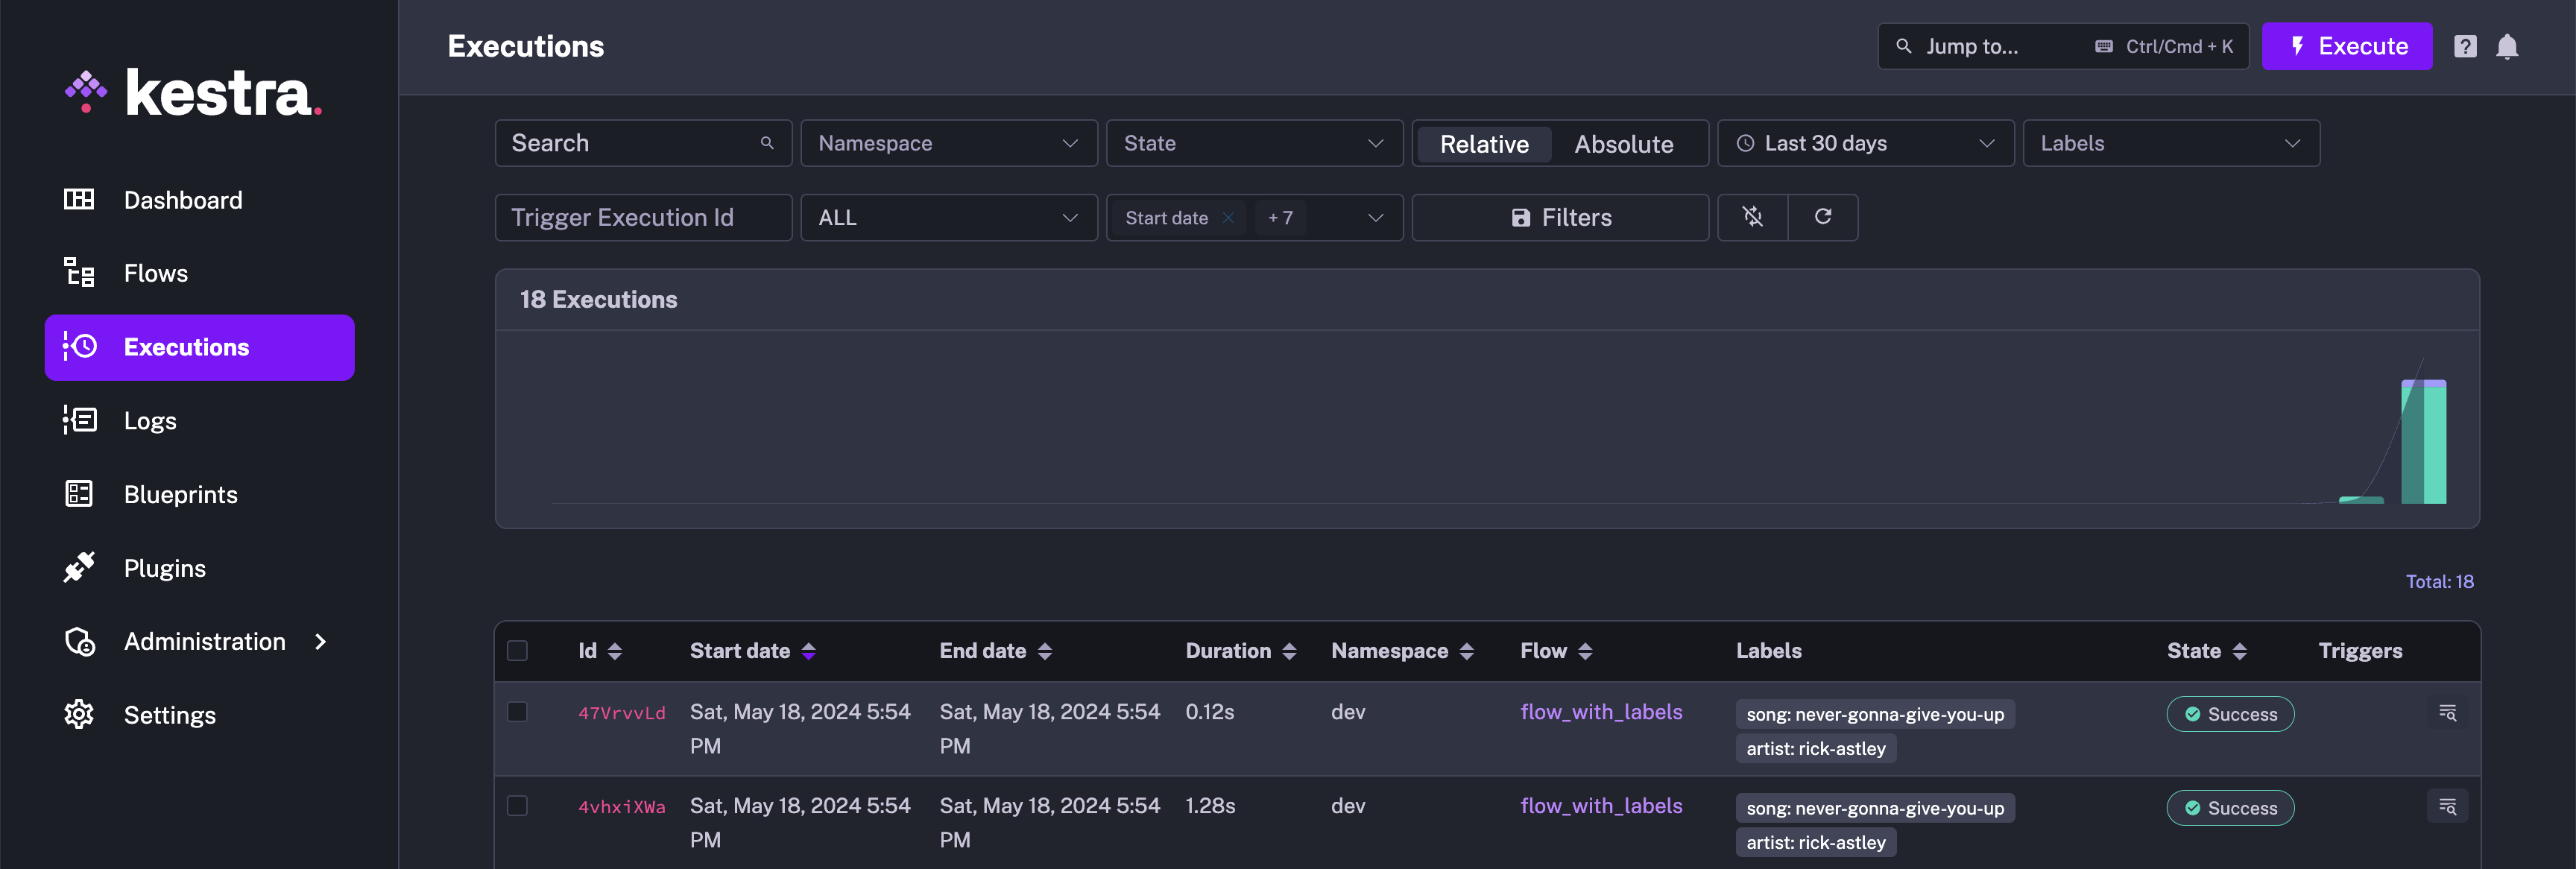 kestra.
Executions
Jump to...
Ctrl/Cmd + K
Execute
Dashboard
Flows
Executions
Logs
Blueprints
Plugins
Administration
Settings
Search
Namespace
State
Relative
Absolute
Last 30 days
Labels
Trigger Execution Id
ALL
Start date
+ 7
Filters
18 Executions
Total: 18
Id Start date End date Duration Namespace Flow Labels State Triggers
47VrvvLd Sat, May 18, 2024 5:54 Sat, May 18, 2024 5:54 0.12s dev flow_with_labels song: never-gonna-give-you-up Success
PM PM artist: rick-astley
4vhxiXWa Sat, May 18, 2024 5:54 Sat, May 18, 2024 5:54 1.28s dev flow_with_labels song: never-gonna-give-you-up Success
PM PM artist: rick-astley